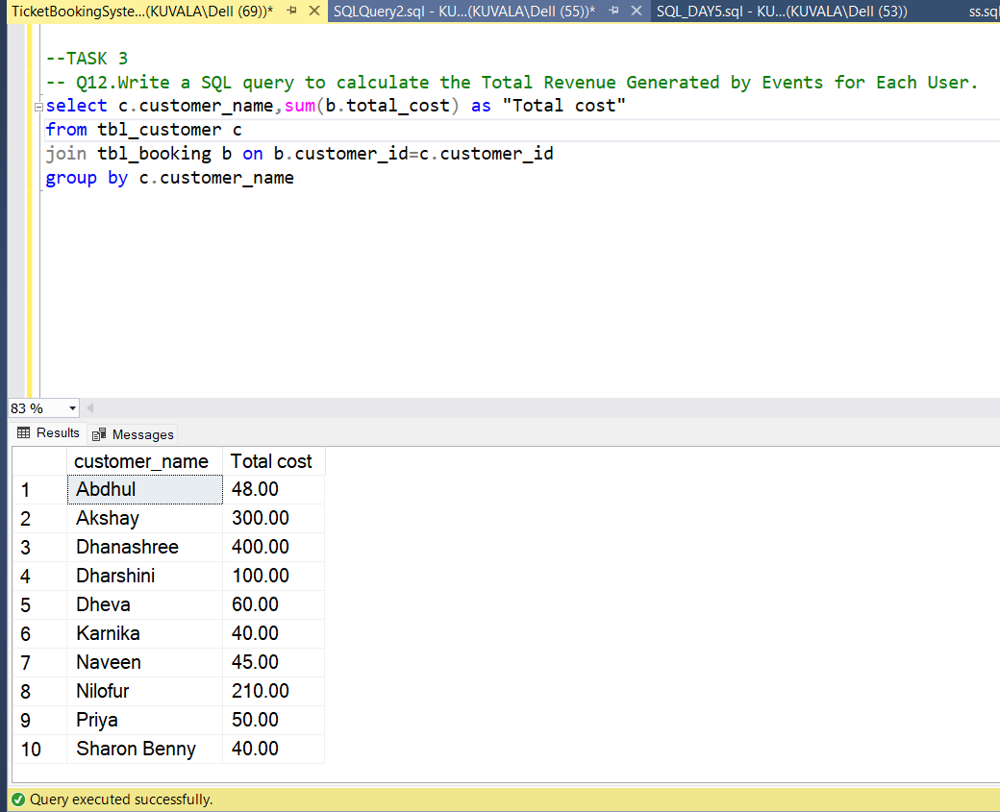 TicketBookingSyste...(KUVALA\Dell (69))* SQLQuery2.sql - KU...(KUVALA\Dell (55))* SQL_DAY5.sql - KU...(KUVALA\Dell (53)) ss.sql
--TASK 3
-- Q12.Write a SQL query to calculate the Total Revenue Generated by Events for Each User.
select c.customer_name,sum(b.total_cost) as "Total cost"
from tbl_customer c
join tbl_booking b on b.customer_id=c.customer_id
group by c.customer_name
83 %
Results Messages
customer_name Total cost
1 Abdhul 48.00
2 Akshay 300.00
3 Dhanashree 400.00
4 Dharshini 100.00
5 Dheva 60.00
6 Karnika 40.00
7 Naveen 45.00
8 Nilofur 210.00
9 Priya 50.00
10 Sharon Benny 40.00
Query executed successfully.